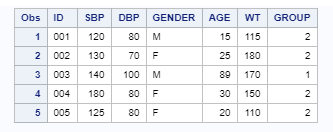 Obs ID SBP DBP GENDER AGE WT GROUP
1 001 120 80 M 15 115 2
2 002 130 70 F 25 180 2
3 003 140 100 M 89 170 1
4 004 180 80 F 30 150 2
5 005 125 80 F 20 110 2